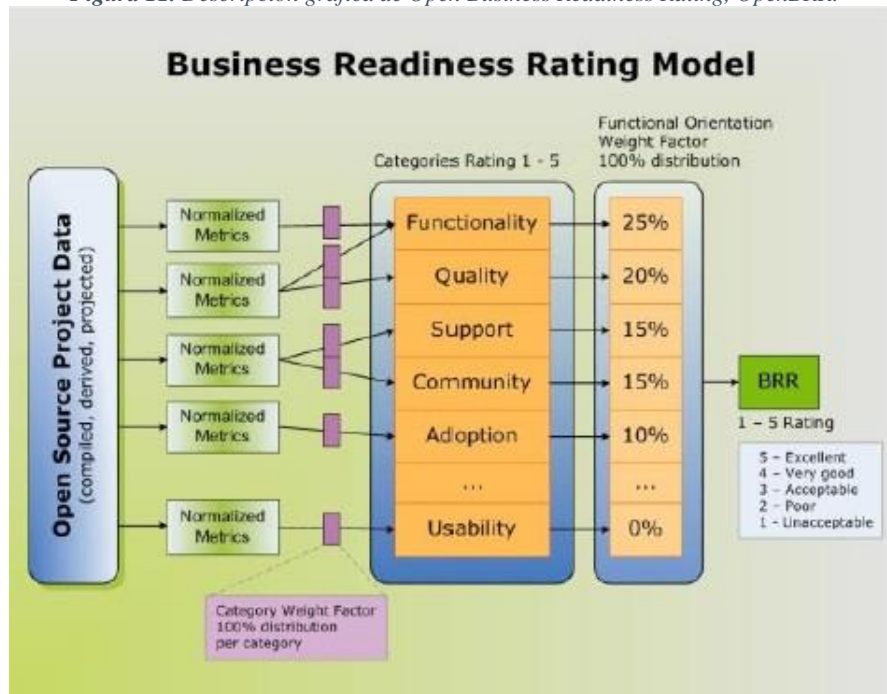 Business Readiness Rating Model
Functional Orientation
Weight Factor
100% distribution
Categories Rating 1 - 5
Open Source Project Data
(compiled, derived, projected)
Normalized
Metrics
Normalized
Metrics
Normalized
Metrics
Normalized
Metrics
Normalized
Metrics
Functionality
Quality
Support
Community
Adoption
...
Usability
25%
20%
15%
15%
10%
...
0%
BRR
1 – 5 Rating
5 – Excellent
4 – Very good
3 – Acceptable
2 – Poor
1 - Unacceptable
Category Weight Factor
100% distribution
per category